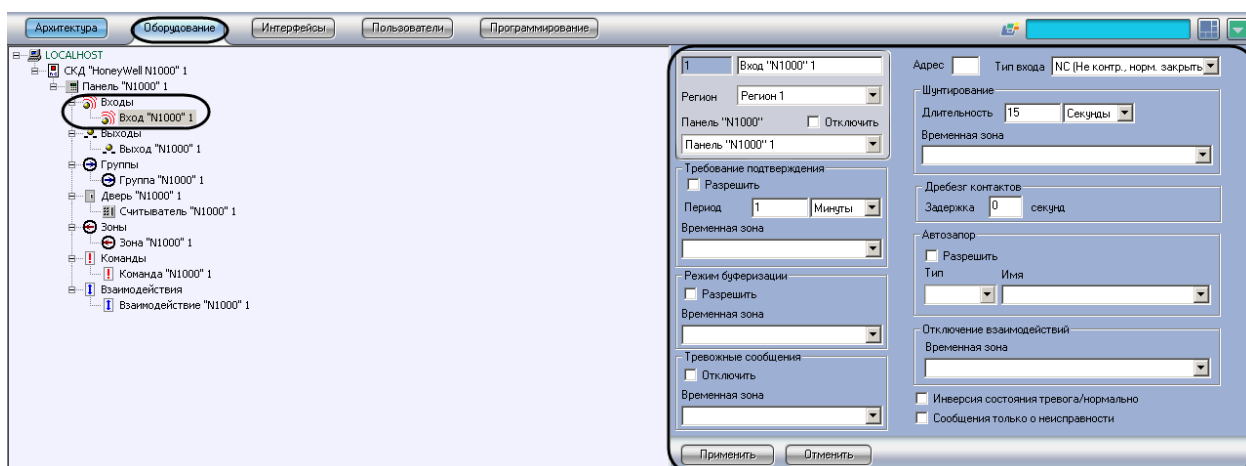 Архитектура Оборудование Интерфейсы Пользователи Программирование
LOCALHOST
СКД "HoneyWell N1000" 1
Панель "N1000" 1
Входы
Вход "N1000" 1
Выходы
Выход "N1000" 1
Группы
Группа "N1000" 1
Дверь "N1000" 1
Считыватель "N1000" 1
Зоны
Зона "N1000" 1
Команды
Команда "N1000" 1
Взаимодействия
Взаимодействие "N1000" 1
1 Вход "N1000" 1
Регион Регион 1
Панель "N1000" Отключить
Панель "N1000" 1
Требование подтверждения
Разрешить
Период 1 Минуты
Временная зона
Режим буферизации
Разрешить
Временная зона
Тревожные сообщения
Отключить
Временная зона
Адрес Тип входа NC (Не контр., норм. закрыть
Шунтирование
Длительность 15 Секунды
Временная зона
Дребезг контактов
Задержка 0 секунд
Автозапор
Разрешить
Тип Имя
Отключение взаимодействий
Временная зона
Инверсия состояния тревога/нормально
Сообщения только о неисправности
Применить Отменить